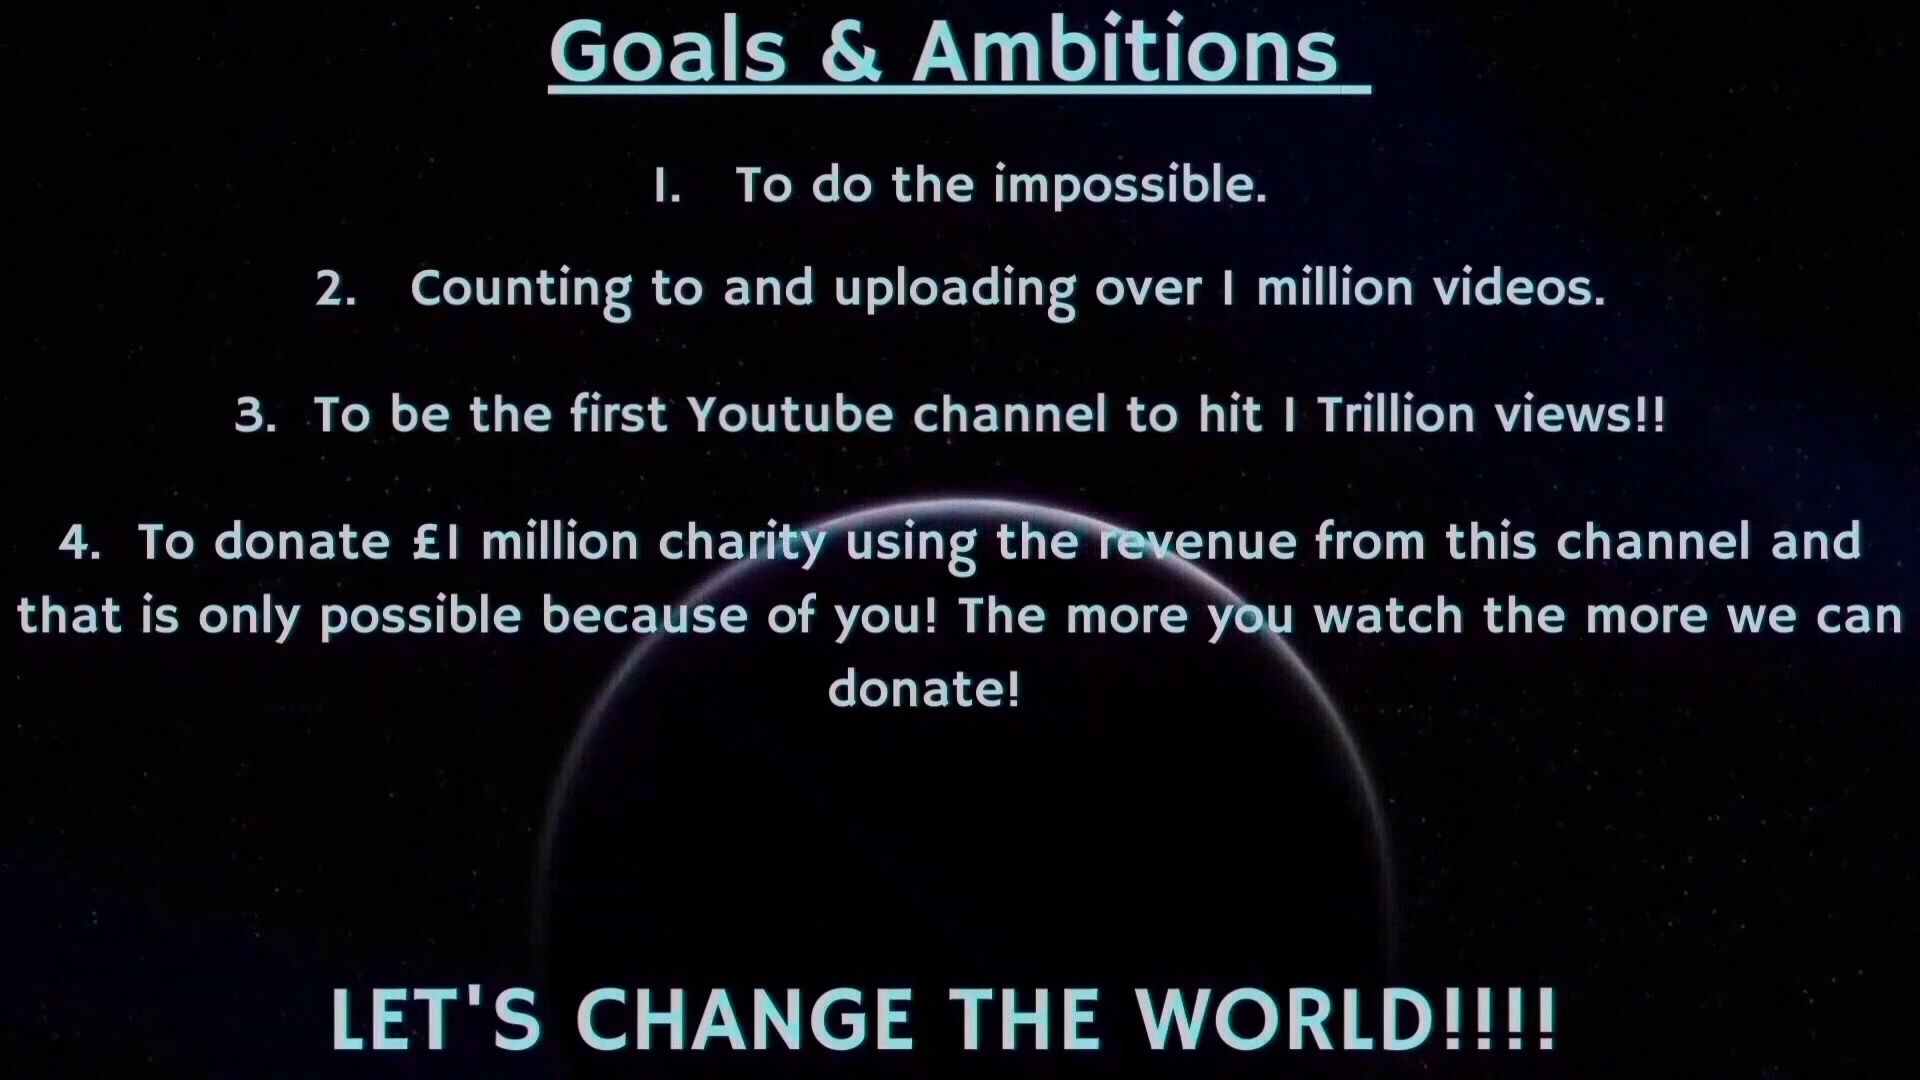 Goals & Ambitions
1. To do the impossible.
2. Counting to and uploading over 1 million videos.
3. To be the first Youtube channel to hit 1 Trillion views!!
4. To donate £1 million charity using the revenue from this channel and
that is only possible because of you! The more you watch the more we can
donate!
LET'S CHANGE THE WORLD!!!!